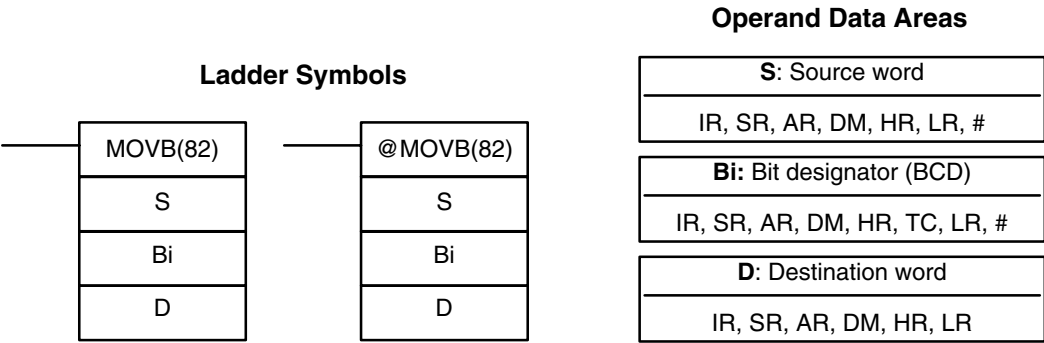 Ladder Symbols
MOVB(82)
S
Bi
D
@MOVB(82)
S
Bi
D
Operand Data Areas
S: Source word
IR, SR, AR, DM, HR, LR, #
Bi: Bit designator (BCD)
IR, SR, AR, DM, HR, TC, LR, #
D: Destination word
IR, SR, AR, DM, HR, LR